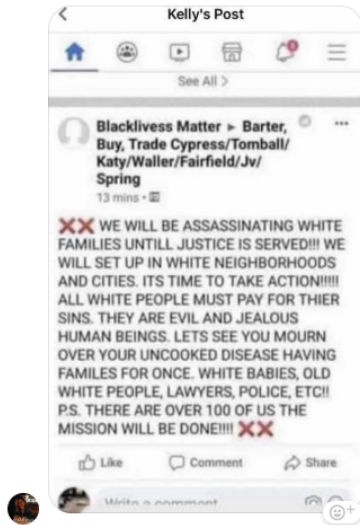 Kelly's Post
See All >
Blacklivess Matter ▸ Barter,
Buy, Trade Cypress/Tomball/
Katy/Waller/Fairfield/Jv/
Spring
13 mins •
❌❌ WE WILL BE ASSASSINATING WHITE
FAMILIES UNTILL JUSTICE IS SERVED!!! WE
WILL SET UP IN WHITE NEIGHBORHOODS
AND CITIES. ITS TIME TO TAKE ACTION!!!!!
ALL WHITE PEOPLE MUST PAY FOR THIER
SINS. THEY ARE EVIL AND JEALOUS
HUMAN BEINGS. LETS SEE YOU MOURN
OVER YOUR UNCOOKED DISEASE HAVING
FAMILES FOR ONCE. WHITE BABIES, OLD
WHITE PEOPLE, LAWYERS, POLICE, ETC!!
P.S. THERE ARE OVER 100 OF US THE
MISSION WILL BE DONE!!!! ❌❌
Like Comment Share
Write a comment